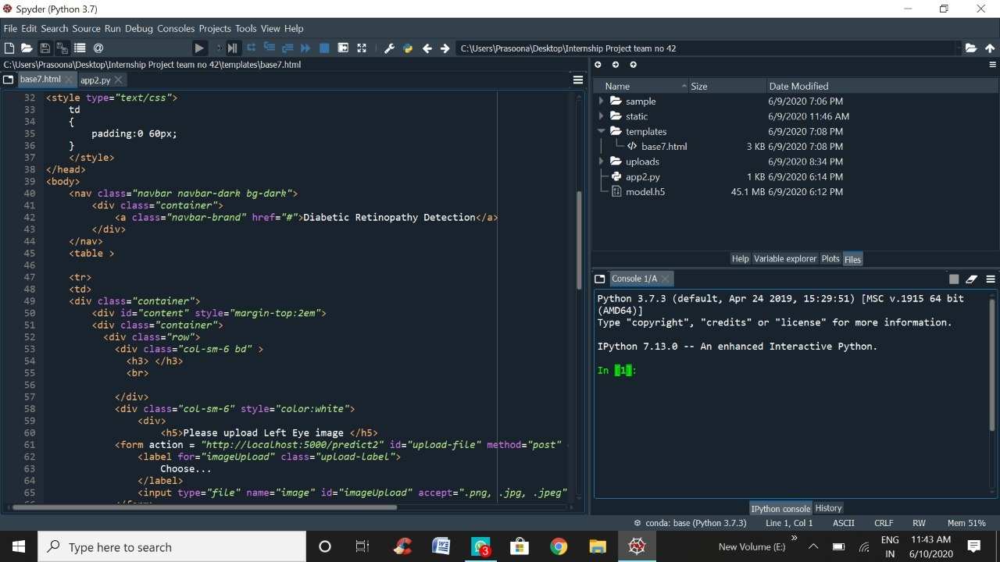 Spyder (Python 3.7)
File Edit Search Source Run Debug Consoles Projects Tools View Help
C:\Users\Prasoona\Desktop\Internship Project team no 42
C:\Users\Prasoona\Desktop\Internship Project team no 42\templates\base7.html
base7.html app2.py
32 <style type="text/css">
33 td
34 {
35 padding:0 60px;
36 }
37 </style>
38 </head>
39 <body>
40 <nav class="navbar navbar-dark bg-dark">
41 <div class="container">
42 <a class="navbar-brand" href="#">Diabetic Retinopathy Detection</a>
43 </div>
44 </nav>
45 <table >
46
47 <tr>
48 <td>
49 <div class="container">
50 <div id="content" style="margin-top:2em">
51 <div class="container">
52 <div class="row">
53 <div class="col-sm-6 bd" >
54 <h3> </h3>
55 <br>
56
57 </div>
58 <div class="col-sm-6" style="color:white">
59 <div>
60 <h5>Please upload Left Eye image </h5>
61 <form action = "http://localhost:5000/predict2" id="upload-file" method="post"
62 <label for="imageUpload" class="upload-label">
63 Choose...
64 </label>
65 <input type="file" name="image" id="imageUpload" accept=".png, .jpg, .jpeg"
Name Size Date Modified
sample 6/9/2020 7:06 PM
static 6/9/2020 11:46 AM
templates 6/9/2020 7:08 PM
base7.html 3 KB 6/9/2020 7:08 PM
uploads 6/9/2020 8:34 PM
app2.py 1 KB 6/9/2020 6:14 PM
model.h5 45.1 MB 6/9/2020 6:12 PM
Help Variable explorer Plots Files
Console 1/A
Python 3.7.3 (default, Apr 24 2019, 15:29:51) [MSC v.1915 64 bit
(AMD64)]
Type "copyright", "credits" or "license" for more information.
IPython 7.13.0 -- An enhanced Interactive Python.
In [1]:
IPython console History
conda: base (Python 3.7.3) Line 1, Col 1 ASCII CRLF RW Mem 51%
Type here to search
3
New Volume (E:) »
ENG
IN
11:43 AM
6/10/2020